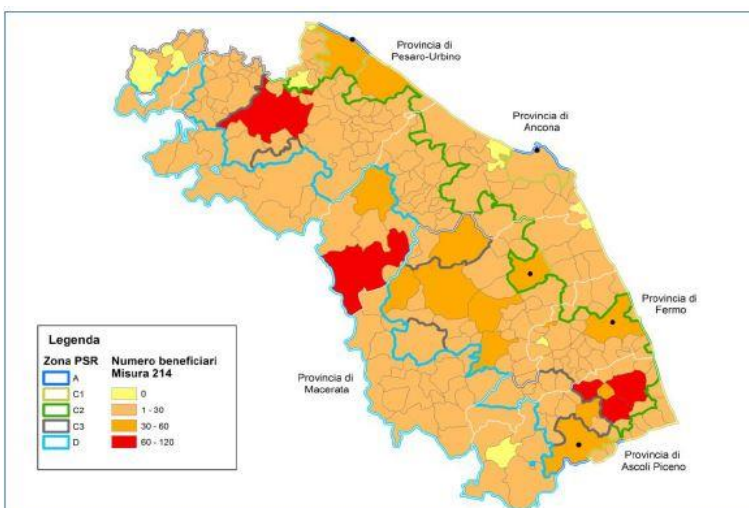 Provincia di
Pesaro-Urbino
Provincia di
Ancona
Provincia di
Fermo
Provincia di
Macerata
Provincia di
Ascoli Piceno
Legenda
Zona PSR
A
C1
C2
C3
D
Numero beneficiari
Misura 214
0
1 - 30
30 - 60
60 - 120